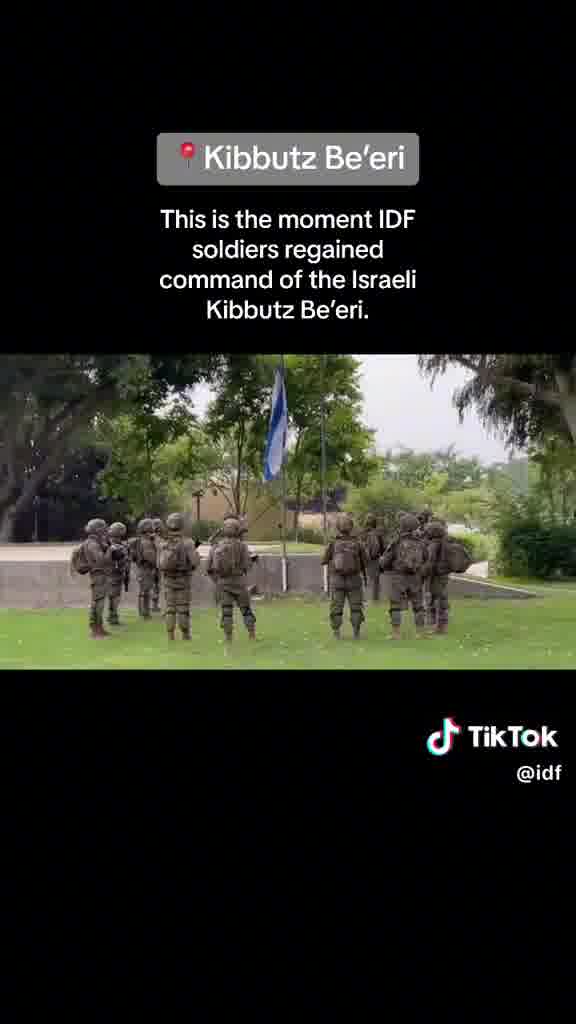 📍Kibbutz Be’eri
This is the moment IDF
soldiers regained
command of the Israeli
Kibbutz Be’eri.
TikTok
@idf